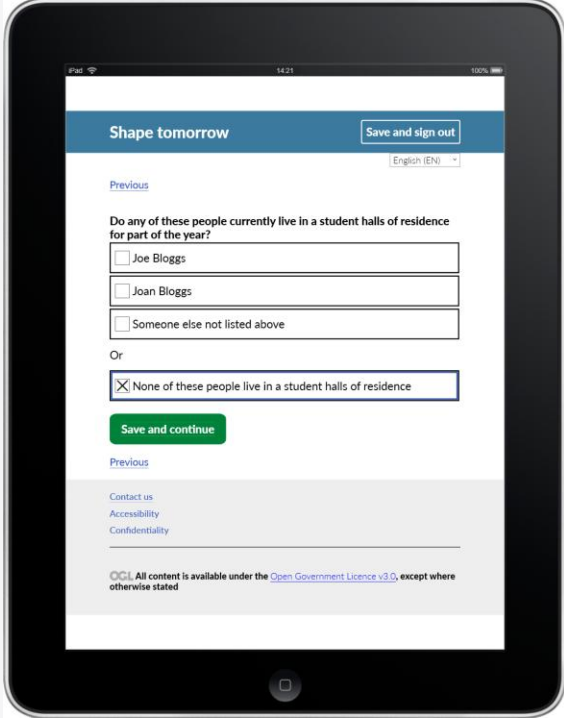 iPad 14:21 100%
Shape tomorrow Save and sign out
English (EN)
Previous
Do any of these people currently live in a student halls of residence
for part of the year?
Joe Bloggs
Joan Bloggs
Someone else not listed above
Or
None of these people live in a student halls of residence
Save and continue
Previous
Contact us
Accessibility
Confidentiality
OGL All content is available under the Open Government Licence v3.0, except where
otherwise stated